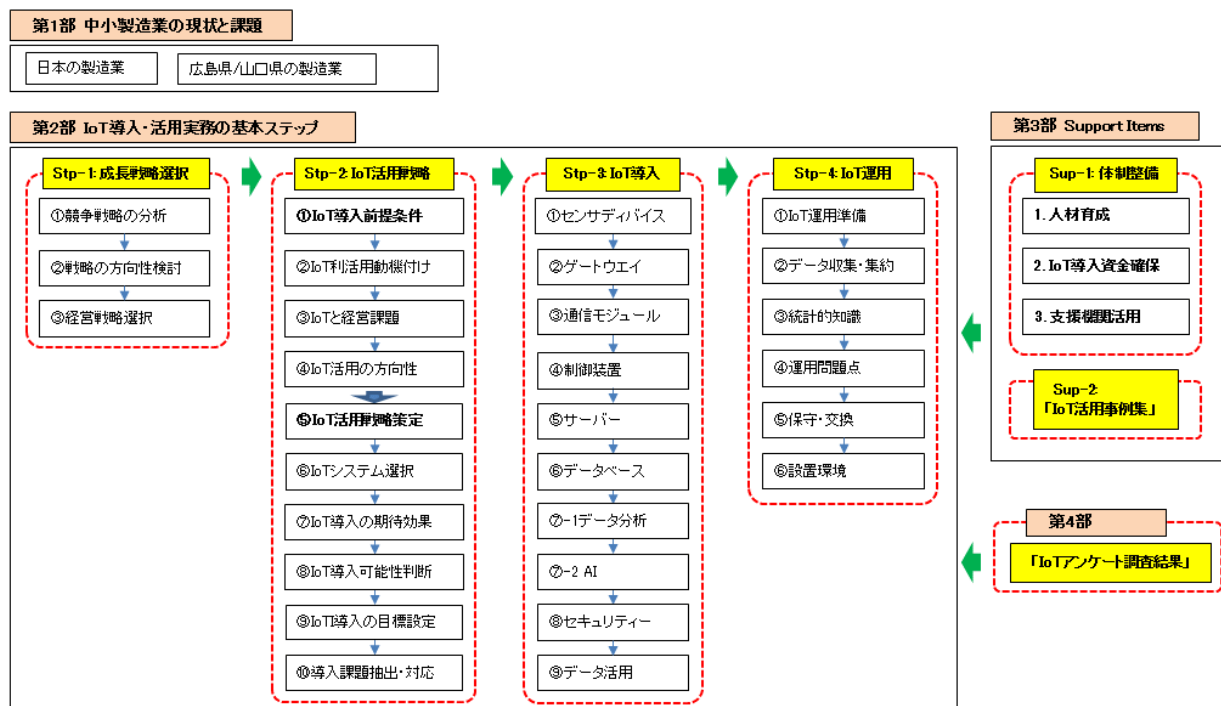 第1部 中小製造業の現状と課題
日本の製造業
広島県/山口県の製造業
第2部 IoT導入・活用実務の基本ステップ
Stp-1:成長戦略選択
①競争戦略の分析
②戦略の方向性検討
③経営戦略選択
Stp-2:IoT活用戦略
①IoT導入前提条件
②IoT利活用動機付け
③IoTと経営課題
④IoT活用の方向性
⑤IoT活用戦略策定
⑥IoTシステム選択
⑦IoT導入の期待効果
⑧IoT導入可能性判断
⑨IoTI導入の目標設定
⑩導入課題抽出・対応
Stp-3:IoT導入
①センサディバイス
②ゲートウエイ
③通信モジュール
④制御装置
⑤サーバー
⑥データベース
⑦-1データ分析
⑦-2 AI
⑧セキュリティー
⑨データ活用
Stp-4:IoT運用
①IoT運用準備
②データ収集・集約
③統計的知識
④運用問題点
⑤保守・交換
⑥設置環境
第3部 Support Items
Sup-1:体制整備
1. 人材育成
2. IoT導入資金確保
3. 支援機関活用
Sup-2:
「IoT活用事例集」
第4部
「IoTアンケート調査結果」